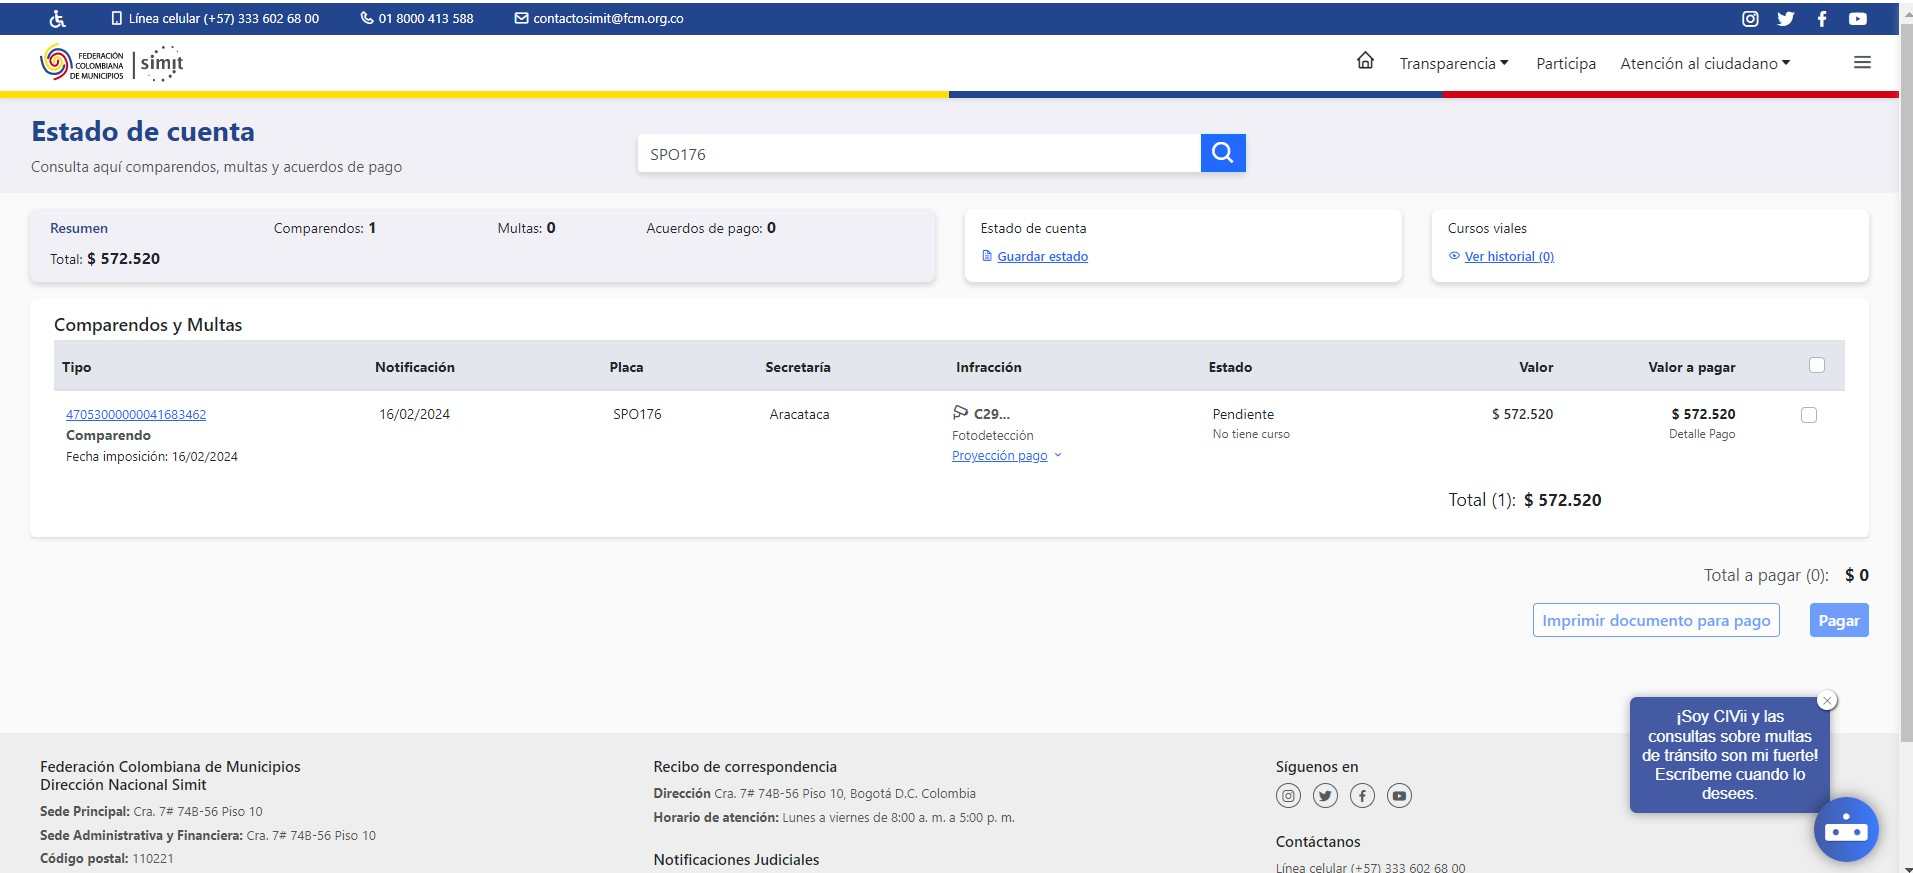 Línea celular (+57) 333 602 68 00 01 8000 413 588 contactosimit@fcm.org.co
FEDERACIÓN
COLOMBIANA
DE MUNICIPIOS
simit
Transparencia Participa Atención al ciudadano
Estado de cuenta
Consulta aquí comparendos, multas y acuerdos de pago
SPO176
Resumen Comparendos: 1 Multas: 0 Acuerdos de pago: 0
Total: $ 572.520
Estado de cuenta
Guardar estado
Cursos viales
Ver historial (0)
Comparendos y Multas
Tipo Notificación Placa Secretaría Infracción Estado Valor Valor a pagar
47053000000041683462 16/02/2024 SPO176 Aracataca C29... Pendiente $ 572.520 $ 572.520
Comparendo Fotodetección No tiene curso Detalle Pago
Fecha imposición: 16/02/2024 Proyección pago
Total (1): $ 572.520
Total a pagar (0): $ 0
Imprimir documento para pago Pagar
¡Soy CIVii y las
consultas sobre multas
de tránsito son mi fuerte!
Escríbeme cuando lo
desees.
Federación Colombiana de Municipios
Dirección Nacional Simit
Sede Principal: Cra. 7# 74B-56 Piso 10
Sede Administrativa y Financiera: Cra. 7# 74B-56 Piso 10
Código postal: 110221
Recibo de correspondencia
Dirección Cra. 7# 74B-56 Piso 10, Bogotá D.C. Colombia
Horario de atención: Lunes a viernes de 8:00 a. m. a 5:00 p. m.
Notificaciones Judiciales
Síguenos en
Contáctanos
Línea celular (+57) 333 602 68 00